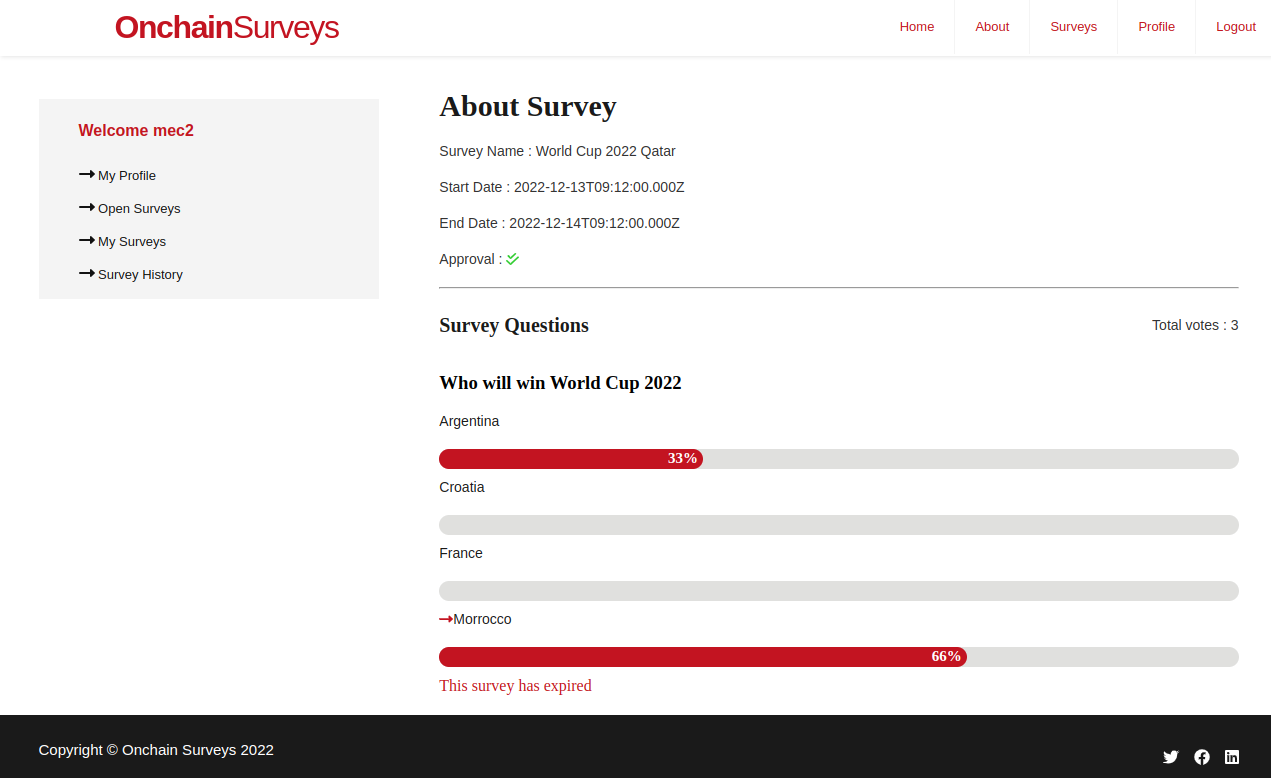 OnchainSurveys
Home About Surveys Profile Logout
Welcome mec2
My Profile
Open Surveys
My Surveys
Survey History
About Survey
Survey Name : World Cup 2022 Qatar
Start Date : 2022-12-13T09:12:00.000Z
End Date : 2022-12-14T09:12:00.000Z
Approval :
Survey Questions
Total votes : 3
Who will win World Cup 2022
Argentina
33%
Croatia
France
Morrocco
66%
This survey has expired
Copyright © Onchain Surveys 2022